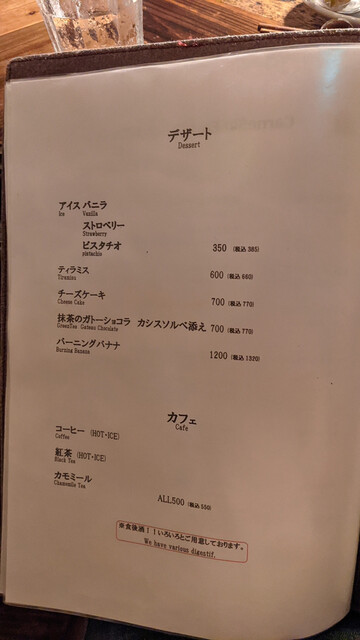 デザート
Dessert
アイス バニラ
Ice Vanilla
ストロベリー
Strawberry
ピスタチオ 350 (税込 385)
pistachio
ティラミス 600 (税込 660)
Tiramisu
チーズケーキ 700 (税込 770)
Cheese Cake
抹茶のガトーショコラ カシスソルベ添え 700 (税込 770)
GreenTea Gateau Chocolate
バーニングバナナ 1200 (税込 1320)
Burning Banana
カフェ
Cafe
コーヒー (HOT・ICE)
Coffee
紅茶 (HOT・ICE)
Black Tea
カモミール
Chamomile Tea
ALL500 (税込 550)
※食後酒!!いろいろとご用意しております。
We have various digestif.